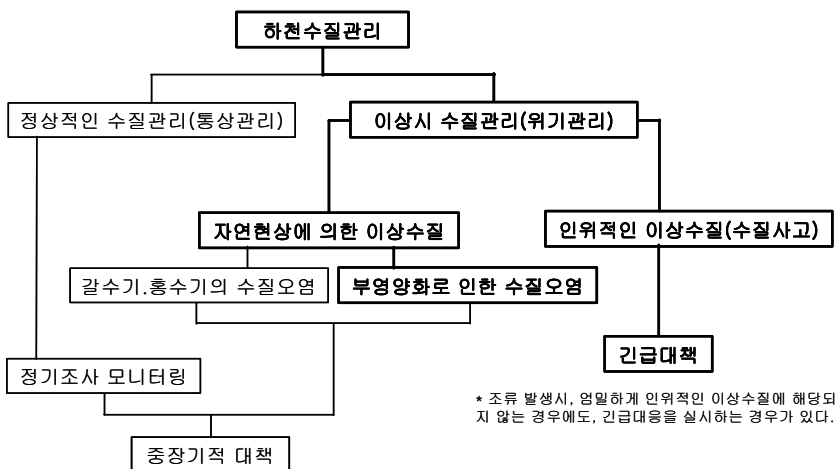 하천수질관리
정상적인 수질관리(통상관리)
이상시 수질관리(위기관리)
자연현상에 의한 이상수질
인위적인 이상수질(수질사고)
갈수기.홍수기의 수질오염
부영양화로 인한 수질오염
긴급대책
정기조사 모니터링
* 조류 발생시, 엄밀하게 인위적인 이상수질에 해당되
지 않는 경우에도, 긴급대응을 실시하는 경우가 있다.
중장기적 대책